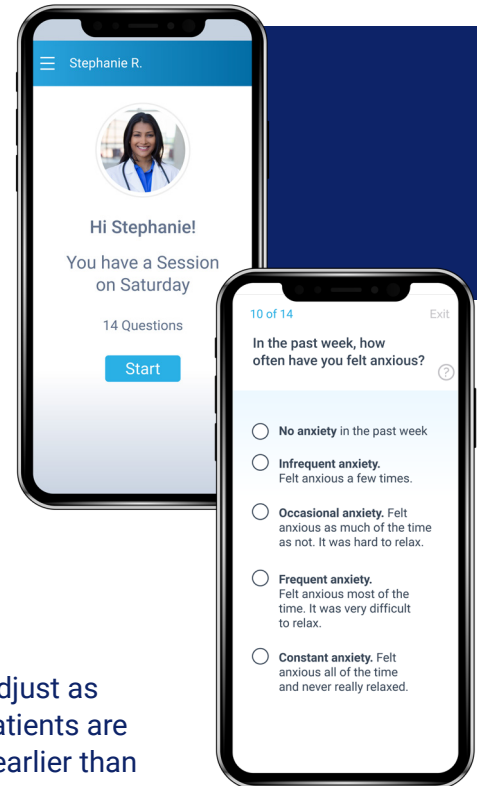 Stephanie R.
Hi Stephanie!
You have a Session
on Saturday
14 Questions
Start
10 of 14
Exit
In the past week, how
often have you felt anxious?
?
No anxiety in the past week
Infrequent anxiety.
Felt anxious a few times.
Occasional anxiety. Felt
anxious as much of the time
as not. It was hard to relax.
Frequent anxiety.
Felt anxious most of the
time. It was very difficult
to relax.
Constant anxiety. Felt
anxious all of the time
and never really relaxed.
djust as
atients are
earlier than